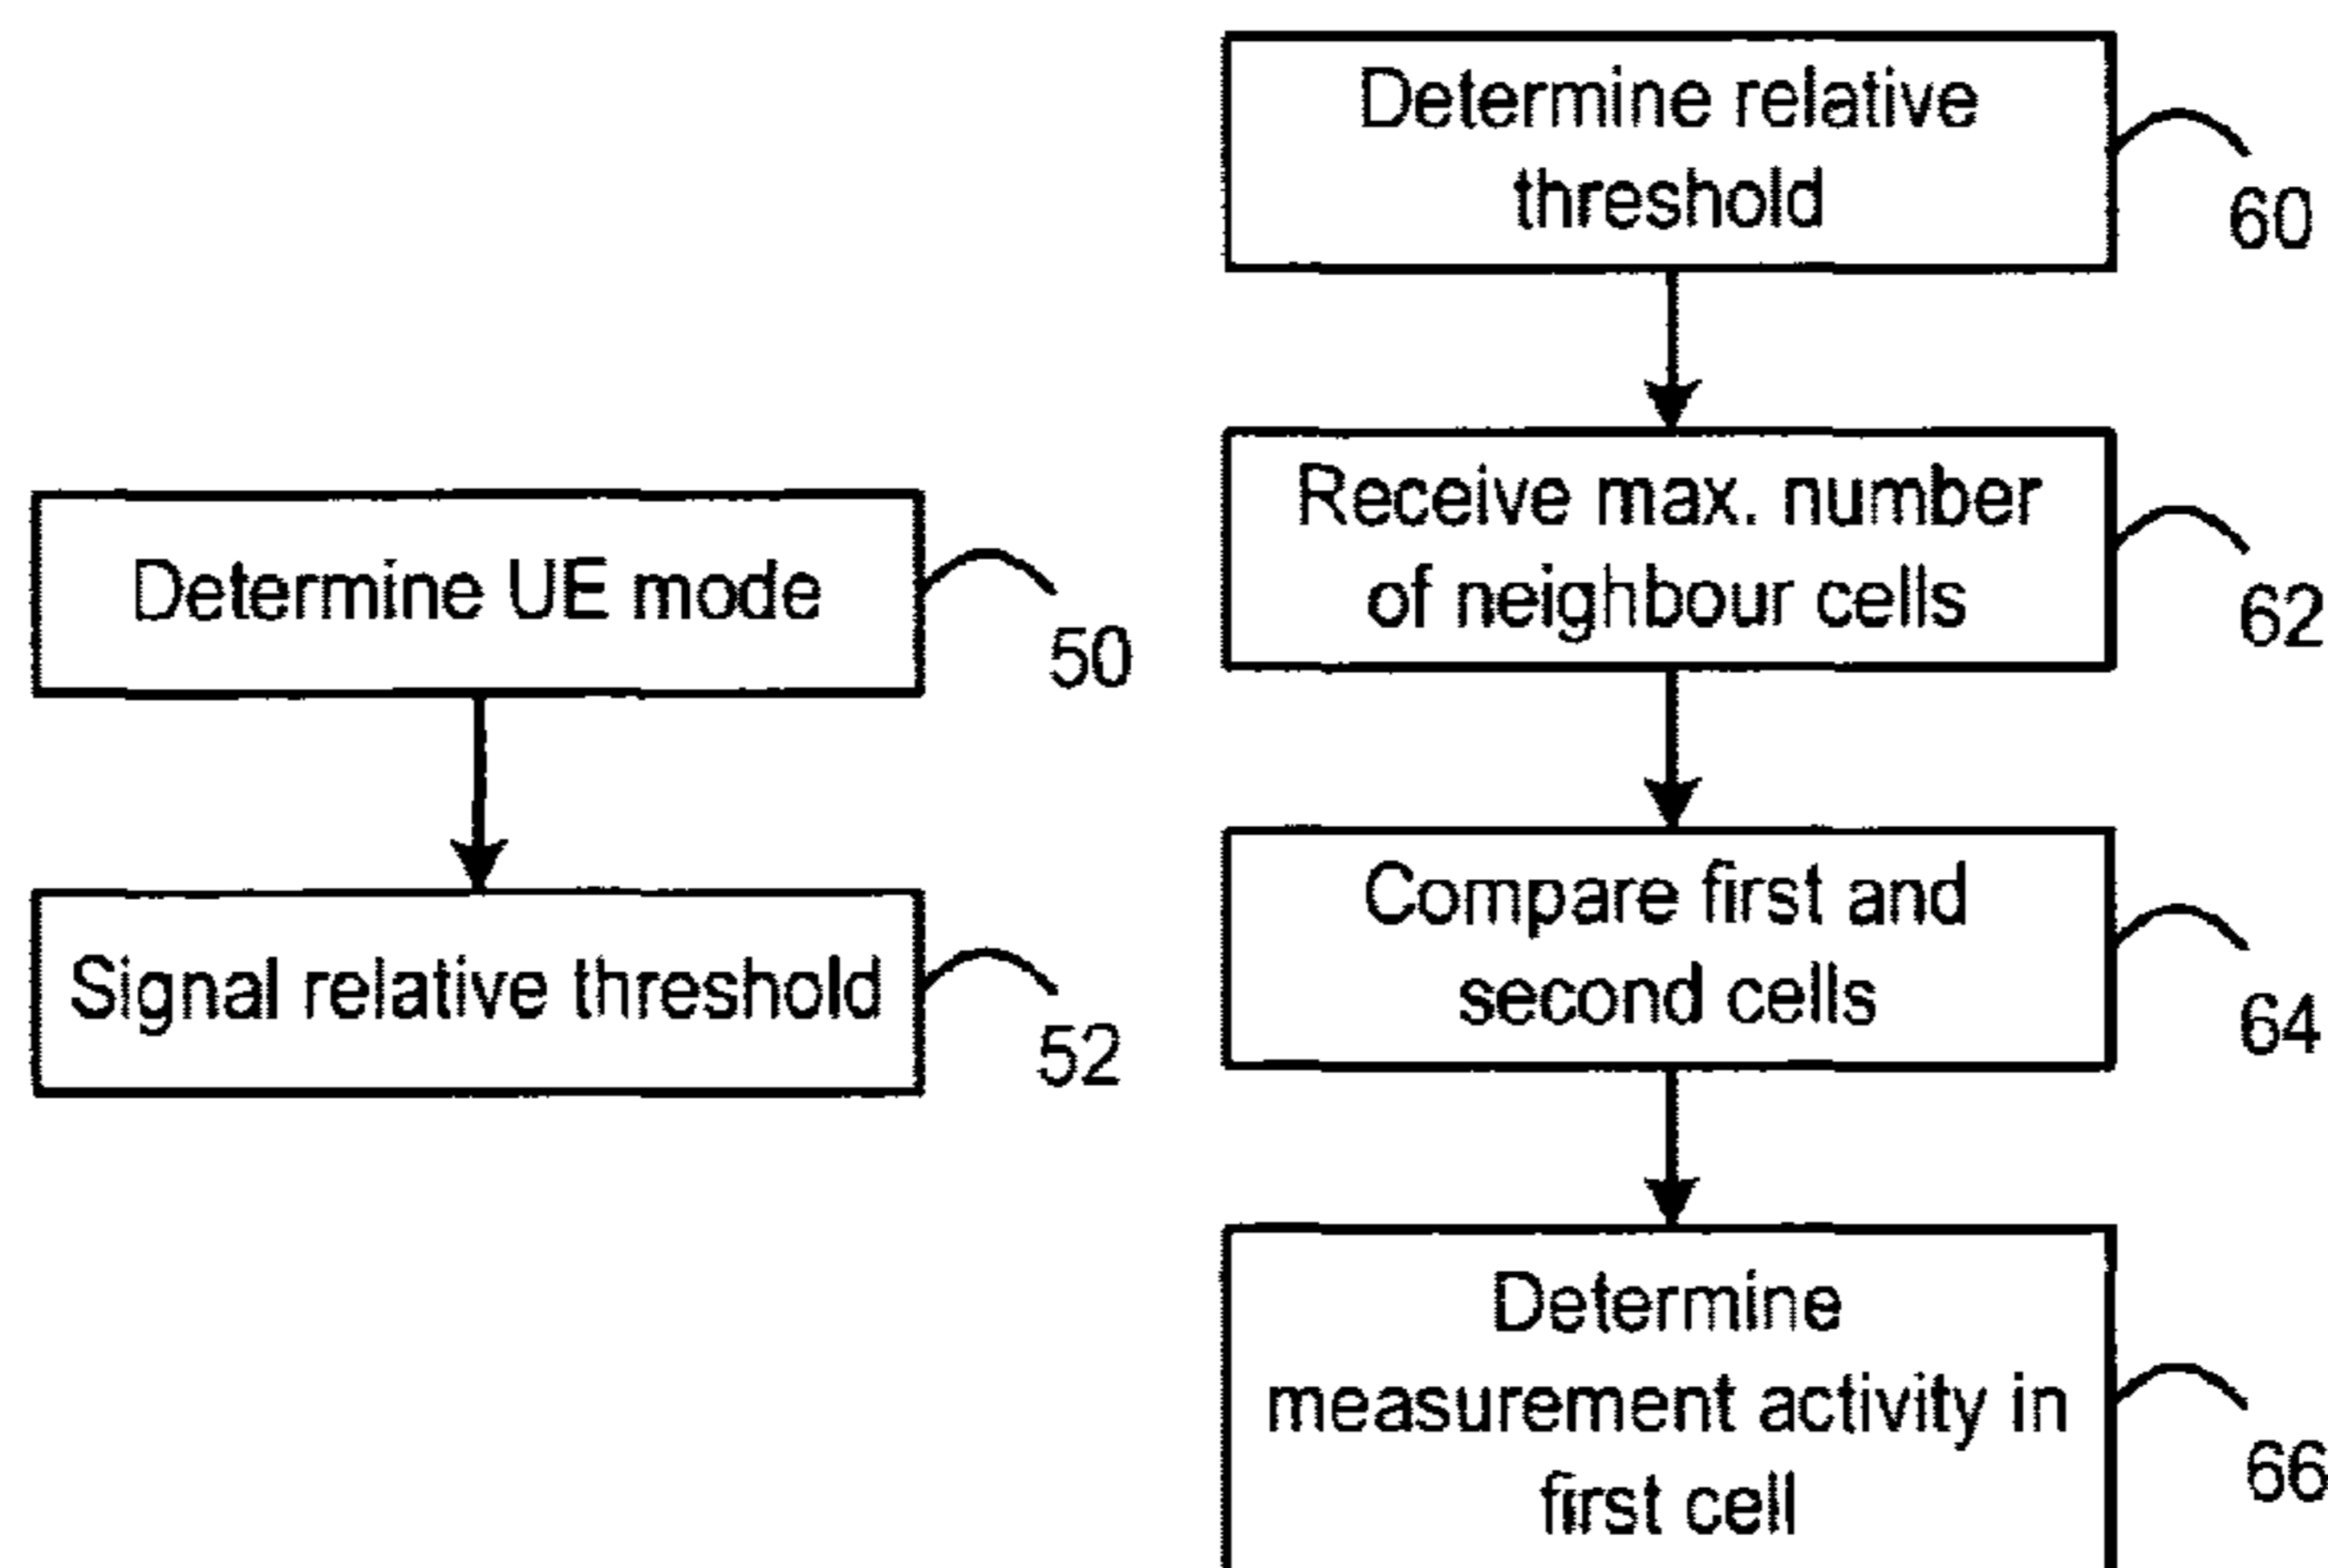 Determine UE mode
50
Signal relative threshold
52
Determine relative
threshold
60
Receive max. number
of neighbour cells
62
Compare first and
second cells
64
Determine
measurement activity in
first cell
66